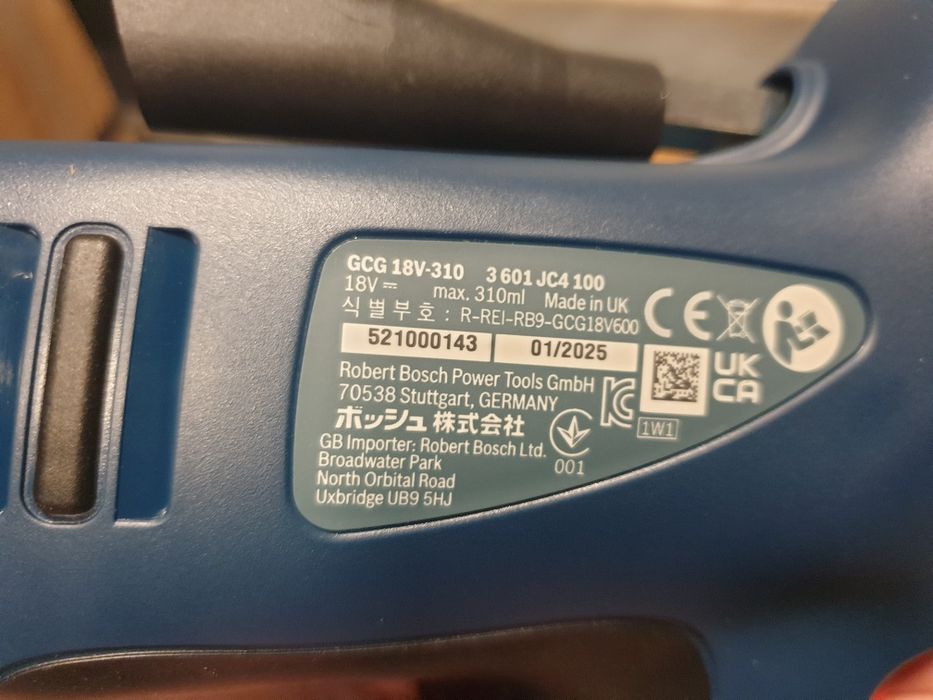 GCG 18V-310 3 601 JC4 100
18V⎓ max. 310ml Made in UK
식별부호 : R-REI-RB9-GCG18V600
521000143 01/2025
Robert Bosch Power Tools GmbH
70538 Stuttgart, GERMANY
ボッシュ株式会社
GB Importer: Robert Bosch Ltd.
Broadwater Park
North Orbital Road
Uxbridge UB9 5HJ
001
CE
UK
CA
KC
1W1